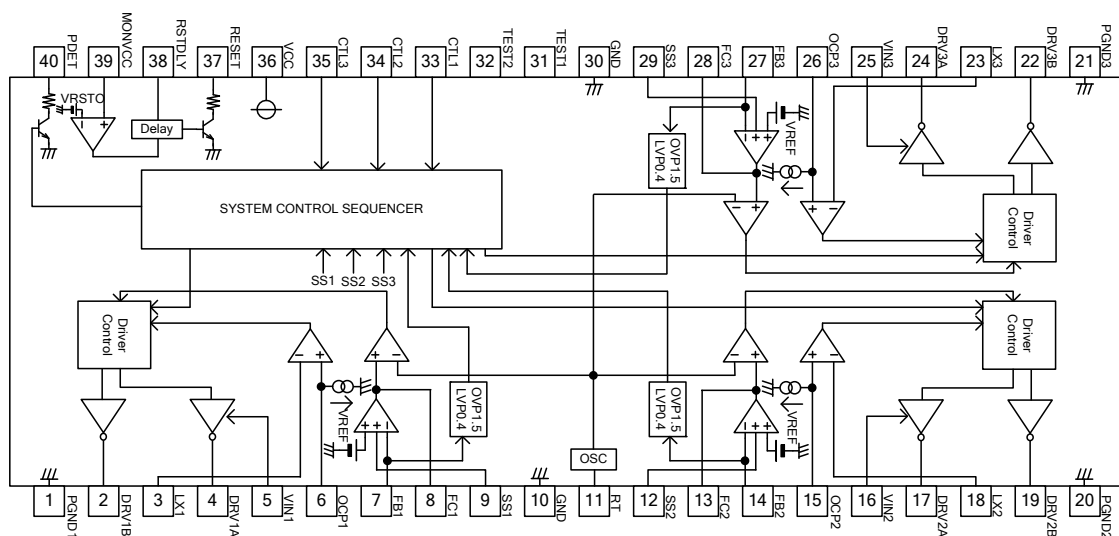 PDET
MONVCC
RSTDLY
RESET
VCC
CTL3
CTL2
CTL1
TEST2
TEST1
GND
SS3
FC3
FB3
OCP3
VIN3
DRV3A
LX3
DRV3B
PGND3
40
39
38
37
36
35
34
33
32
31
30
29
28
27
26
25
24
23
22
21
VRSTO
Delay
OVP1.5
LVP0.4
VREF
SYSTEM CONTROL SEQUENCER
Driver
Control
SS1
SS2
SS3
Driver
Control
Driver
Control
VREF
OVP1.5
LVP0.4
OSC
OVP1.5
LVP0.4
VREF
1
2
3
4
5
6
7
8
9
10
11
12
13
14
15
16
17
18
19
20
PGND1
DRV1B
LX1
DRV1A
VIN1
OCP1
FB1
FC1
SS1
GND
RT
SS2
FC2
FB2
OCP2
VIN2
DRV2A
LX2
DRV2B
PGND2